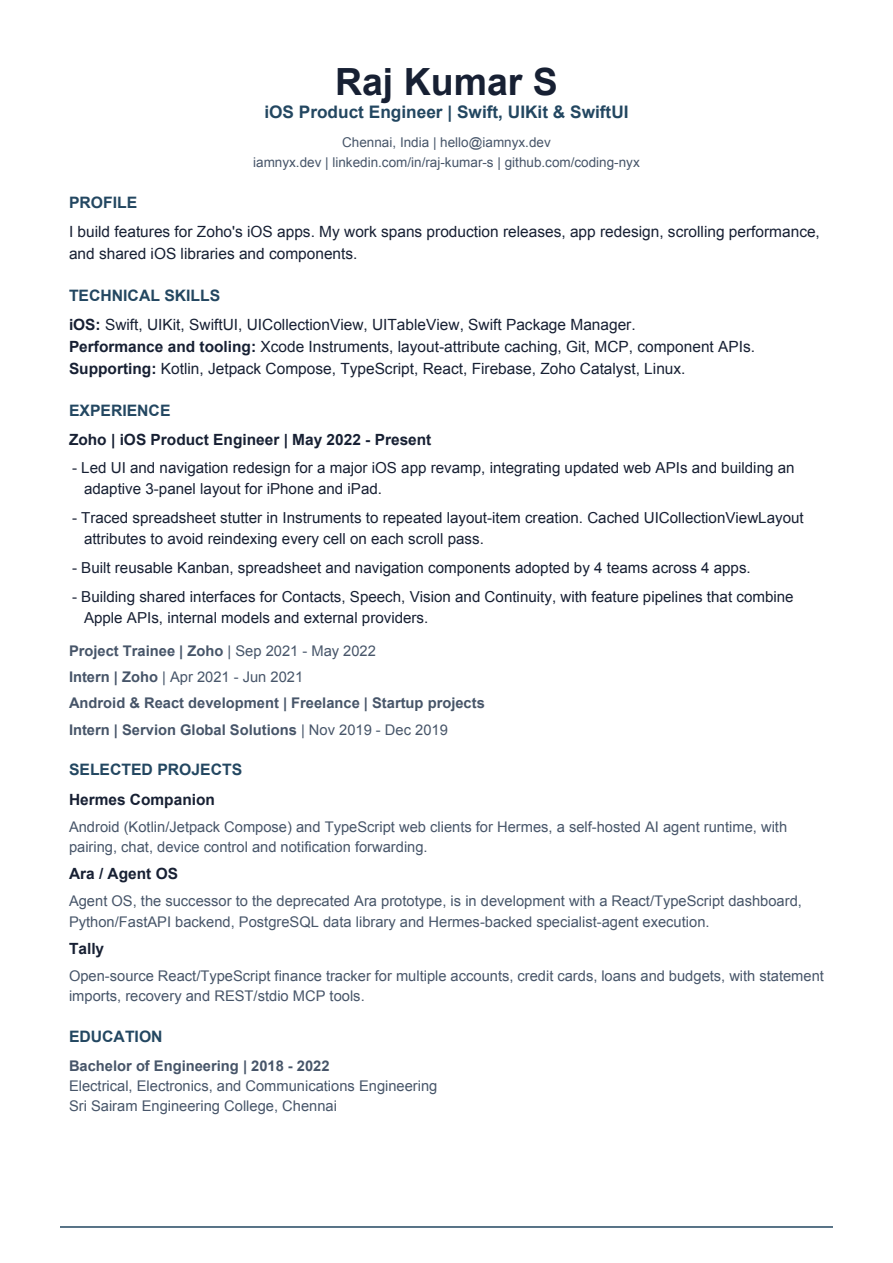 Raj Kumar S
iOS Product Engineer | Swift, UIKit & SwiftUI
Chennai, India | hello@iamnyx.dev
iamnyx.dev | linkedin.com/in/raj-kumar-s | github.com/coding-nyx
PROFILE
I build features for Zoho's iOS apps. My work spans production releases, app redesign, scrolling performance,
and shared iOS libraries and components.
TECHNICAL SKILLS
iOS: Swift, UIKit, SwiftUI, UICollectionView, UITableView, Swift Package Manager.
Performance and tooling: Xcode Instruments, layout-attribute caching, Git, MCP, component APIs.
Supporting: Kotlin, Jetpack Compose, TypeScript, React, Firebase, Zoho Catalyst, Linux.
EXPERIENCE
Zoho | iOS Product Engineer | May 2022 - Present
- Led UI and navigation redesign for a major iOS app revamp, integrating updated web APIs and building an
adaptive 3-panel layout for iPhone and iPad.
- Traced spreadsheet stutter in Instruments to repeated layout-item creation. Cached UICollectionViewLayout
attributes to avoid reindexing every cell on each scroll pass.
- Built reusable Kanban, spreadsheet and navigation components adopted by 4 teams across 4 apps.
- Building shared interfaces for Contacts, Speech, Vision and Continuity, with feature pipelines that combine
Apple APIs, internal models and external providers.
Project Trainee | Zoho | Sep 2021 - May 2022
Intern | Zoho | Apr 2021 - Jun 2021
Android & React development | Freelance | Startup projects
Intern | Servion Global Solutions | Nov 2019 - Dec 2019
SELECTED PROJECTS
Hermes Companion
Android (Kotlin/Jetpack Compose) and TypeScript web clients for Hermes, a self-hosted AI agent runtime, with
pairing, chat, device control and notification forwarding.
Ara / Agent OS
Agent OS, the successor to the deprecated Ara prototype, is in development with a React/TypeScript dashboard,
Python/FastAPI backend, PostgreSQL data library and Hermes-backed specialist-agent execution.
Tally
Open-source React/TypeScript finance tracker for multiple accounts, credit cards, loans and budgets, with statement
imports, recovery and REST/stdio MCP tools.
EDUCATION
Bachelor of Engineering | 2018 - 2022
Electrical, Electronics, and Communications Engineering
Sri Sairam Engineering College, Chennai